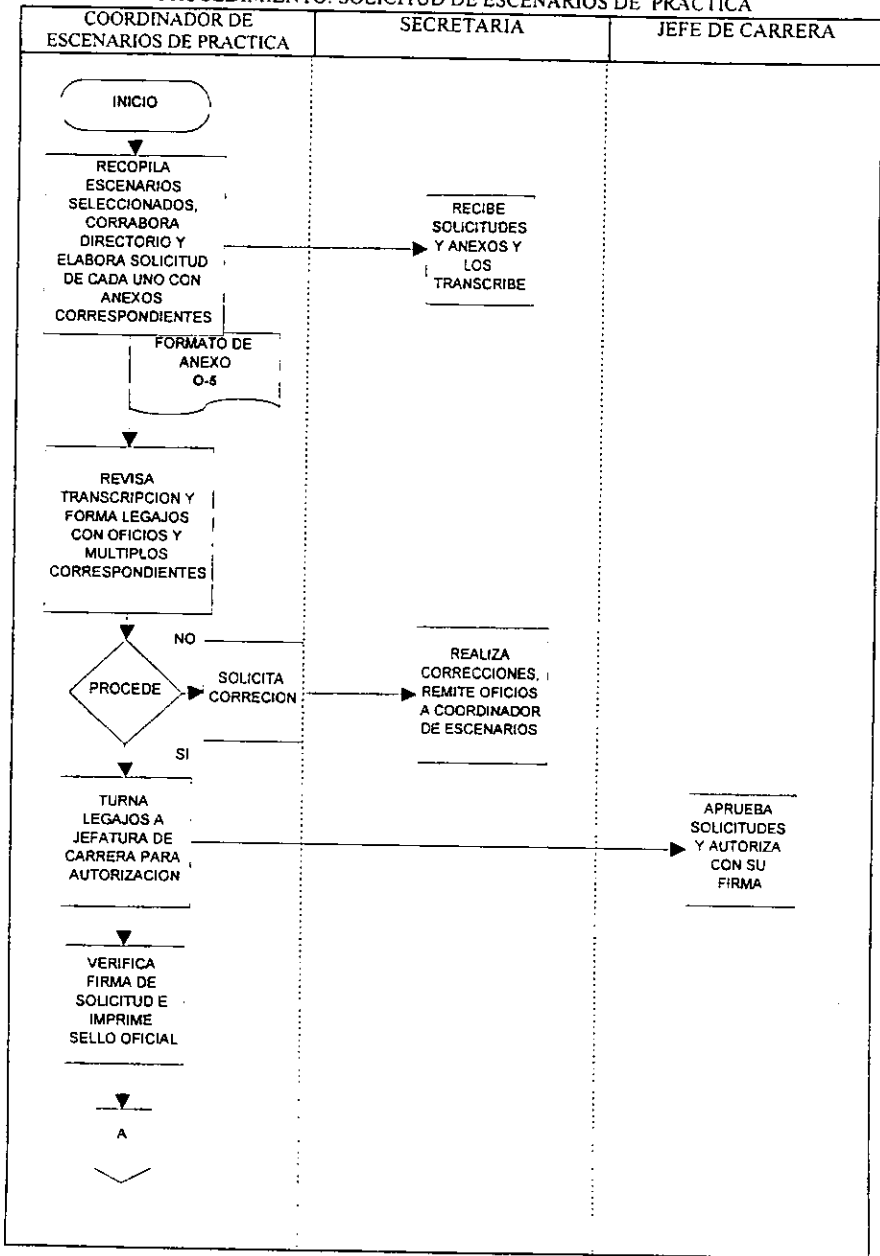 PROCEDIMIENTO: SOLICITUD DE ESCENARIOS DE PRACTICA
COORDINADOR DE
ESCENARIOS DE PRACTICA
SECRETARIA
JEFE DE CARRERA
INICIO
RECOPILA
ESCENARIOS
SELECCIONADOS,
CORRABORA
DIRECTORIO Y
ELABORA SOLICITUD
DE CADA UNO CON
ANEXOS
CORRESPONDIENTES
RECIBE
SOLICITUDES
Y ANEXOS Y
LOS
TRANSCRIBE
FORMATO DE
ANEXO
O-5
REVISA
TRANSCRIPCION Y
FORMA LEGAJOS
CON OFICIOS Y
MULTIPLOS
CORRESPONDIENTES
NO
PROCEDE
SOLICITA
CORRECION
SI
REALIZA
CORRECCIONES,
REMITE OFICIOS
A COORDINADOR
DE ESCENARIOS
TURNA
LEGAJOS A
JEFATURA DE
CARRERA PARA
AUTORIZACION
APRUEBA
SOLICITUDES
Y AUTORIZA
CON SU
FIRMA
VERIFICA
FIRMA DE
SOLICITUD E
IMPRIME
SELLO OFICIAL
A